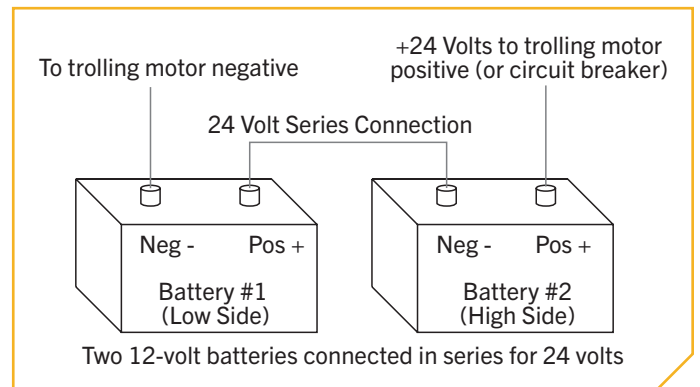 To trolling motor negative
+24 Volts to trolling motor
positive (or circuit breaker)
24 Volt Series Connection
Neg - Pos +
Battery #1
(Low Side)
Neg - Pos +
Battery #2
(High Side)
Two 12-volt batteries connected in series for 24 volts